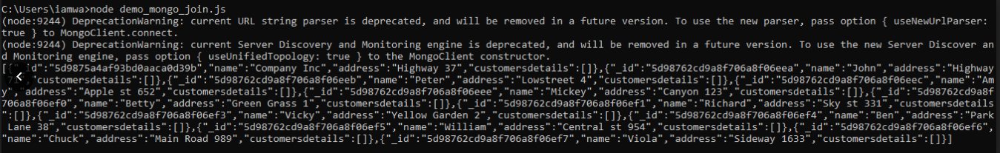 C:\Users\iamwa>node demo_mongo_join.js
(node:9244) DeprecationWarning: current URL string parser is deprecated, and will be removed in a future version. To use the new parser, pass option { useNewUrlParser:
true } to MongoClient.connect.
(node:9244) DeprecationWarning: current Server Discovery and Monitoring engine is deprecated, and will be removed in a future version. To use the new Server Discover an
d Monitoring engine, pass option { useUnifiedTopology: true } to the MongoClient constructor.
[{"_id":"5d9875a4af93bd0aaca0d39b","name":"Company Inc","address":"Highway 37","customersdetails":[]},{"_id":"5d98762cd9a8f706a8f06eea","name":"John","address":"Highway
71","customersdetails":[]},{"_id":"5d98762cd9a8f706a8f06eeb","name":"Peter","address":"Lowstreet 4","customersdetails":[]},{"_id":"5d98762cd9a8f706a8f06eec","name":"Am
y","address":"Apple st 652","customersdetails":[]},{"_id":"5d98762cd9a8f706a8f06eee","name":"Mickey","address":"Canyon 123","customersdetails":[]},{"_id":"5d98762cd9a8f
706a8f06ef0","name":"Betty","address":"Green Grass 1","customersdetails":[]},{"_id":"5d98762cd9a8f706a8f06ef1","name":"Richard","address":"Sky st 331","customersdetails
":[]},{"_id":"5d98762cd9a8f706a8f06ef3","name":"Vicky","address":"Yellow Garden 2","customersdetails":[]},{"_id":"5d98762cd9a8f706a8f06ef4","name":"Ben","address":"Park
Lane 38","customersdetails":[]},{"_id":"5d98762cd9a8f706a8f06ef5","name":"William","address":"Central st 954","customersdetails":[]},{"_id":"5d98762cd9a8f706a8f06ef6",
"name":"Chuck","address":"Main Road 989","customersdetails":[]},{"_id":"5d98762cd9a8f706a8f06ef7","name":"Viola","address":"Sideway 1633","customersdetails":[]}]